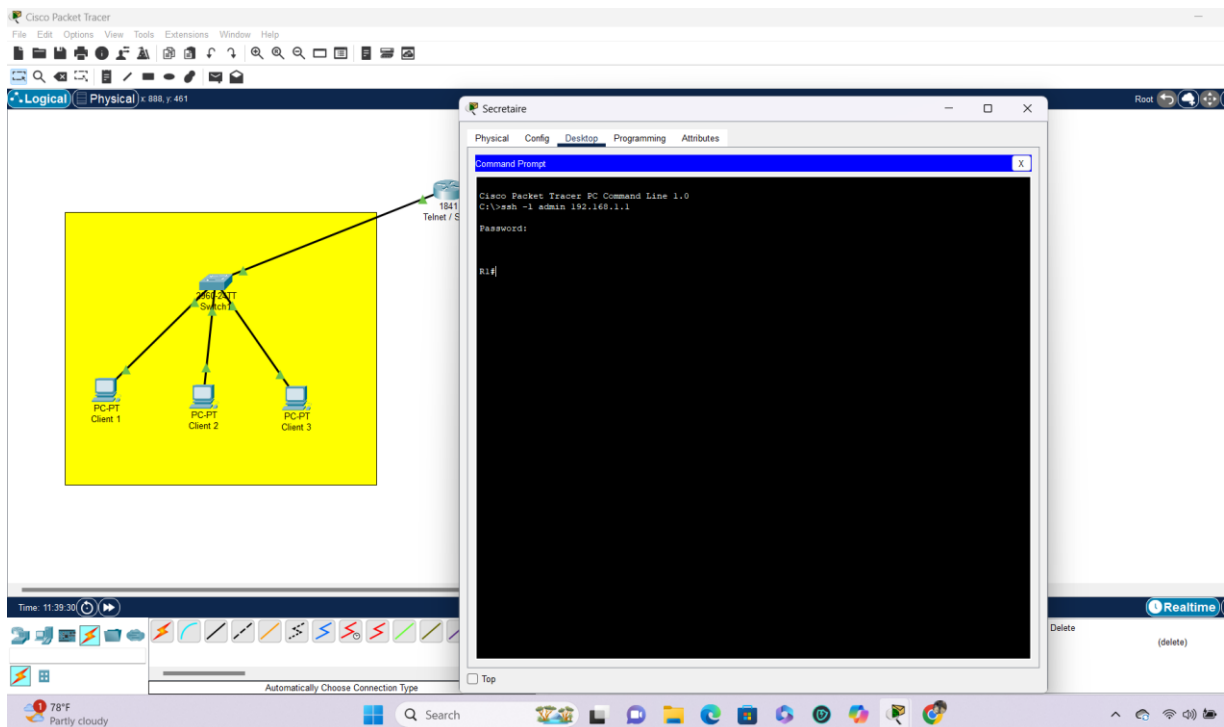 Cisco Packet Tracer
File Edit Options View Tools Extensions Window Help
Logical Physical x: 888, y: 461
Root
1841
Telnet / S
2960-24TT
Switch1
PC-PT
Client 1
PC-PT
Client 2
PC-PT
Client 3
Secretaire
Physical Config Desktop Programming Attributes
Command Prompt
X
Cisco Packet Tracer PC Command Line 1.0
C:\>ssh -l admin 192.168.1.1
Password:
R1#
Top
Time: 11:39:30
Realtime
Delete
(delete)
Automatically Choose Connection Type
1
78°F
Partly cloudy
Search